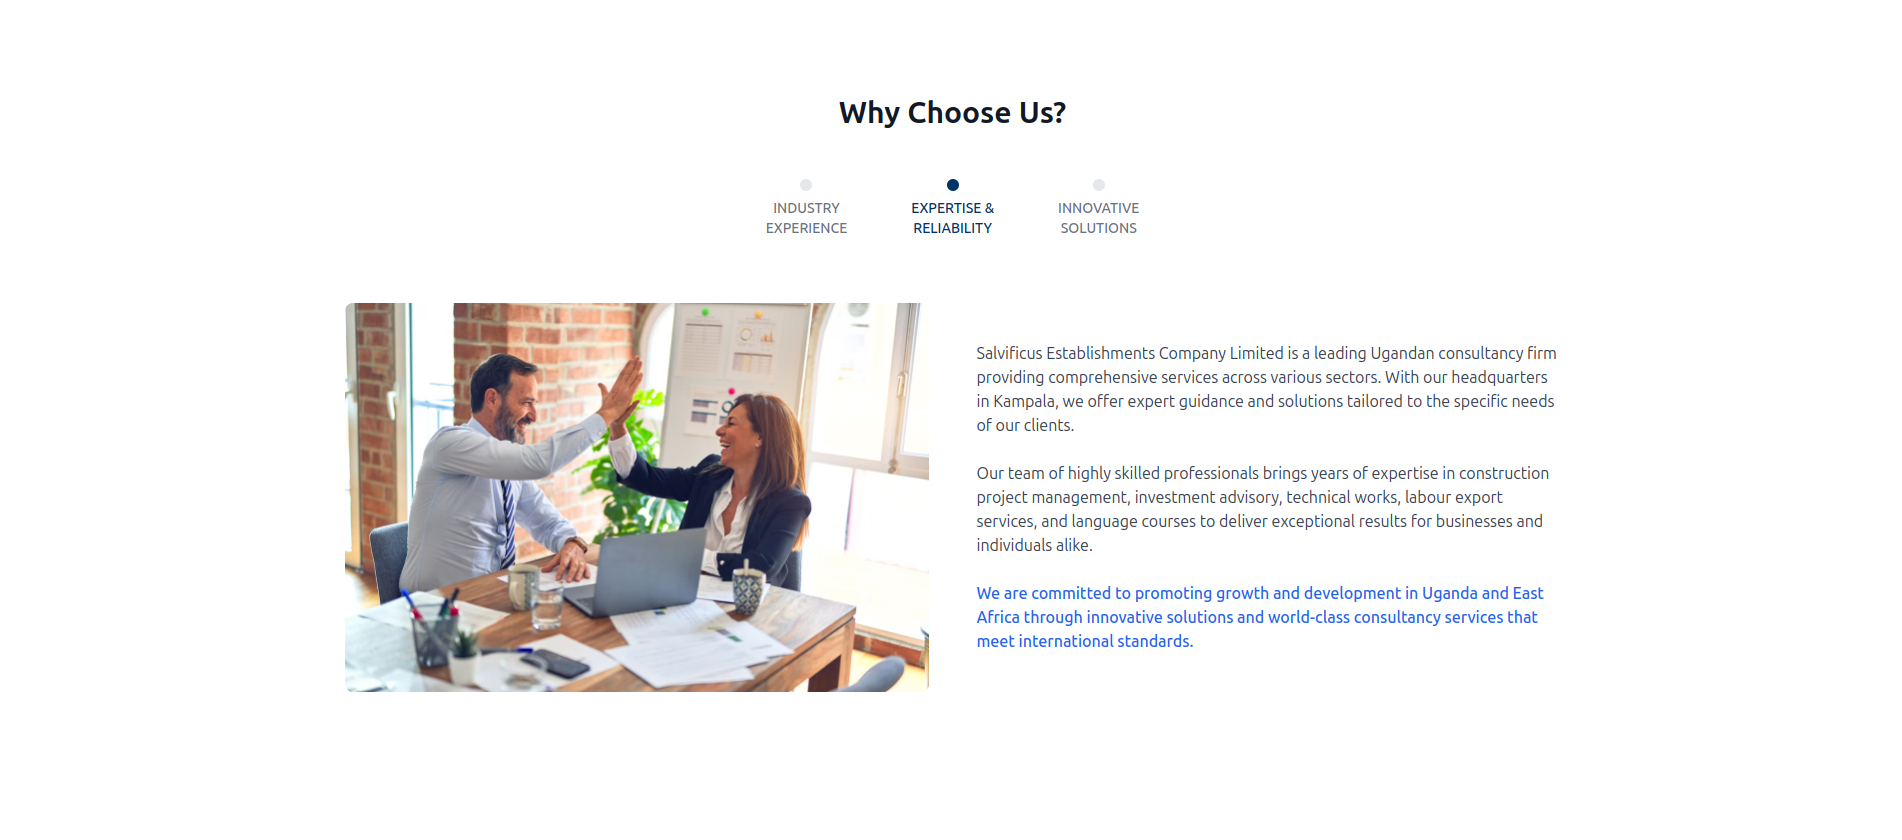 Why Choose Us?
INDUSTRY
EXPERIENCE
EXPERTISE &
RELIABILITY
INNOVATIVE
SOLUTIONS
Salvificus Establishments Company Limited is a leading Ugandan consultancy firm
providing comprehensive services across various sectors. With our headquarters
in Kampala, we offer expert guidance and solutions tailored to the specific needs
of our clients.
Our team of highly skilled professionals brings years of expertise in construction
project management, investment advisory, technical works, labour export
services, and language courses to deliver exceptional results for businesses and
individuals alike.
We are committed to promoting growth and development in Uganda and East
Africa through innovative solutions and world-class consultancy services that
meet international standards.